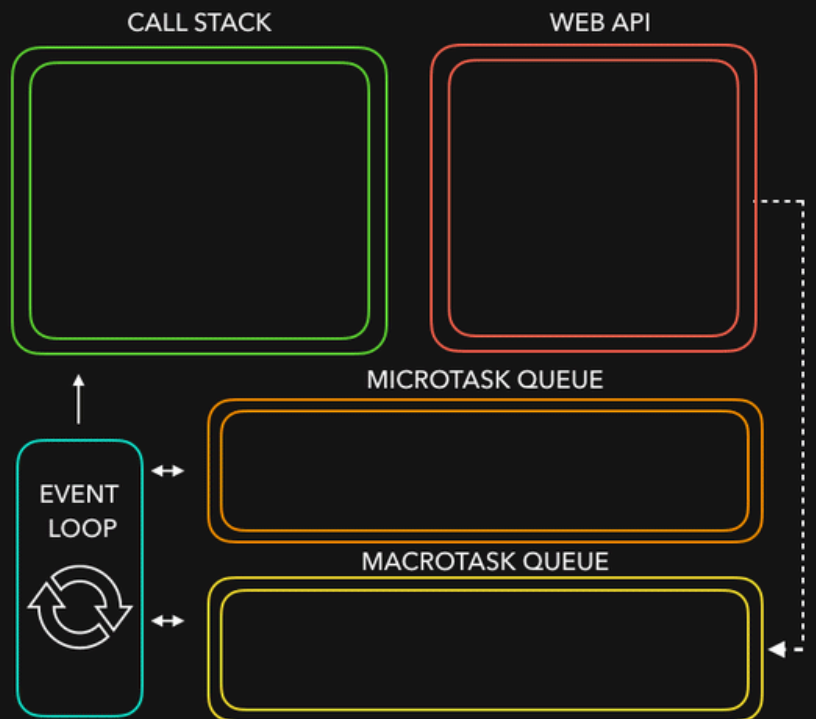 CALL STACK
WEB API
MICROTASK QUEUE
EVENT
LOOP
MACROTASK QUEUE